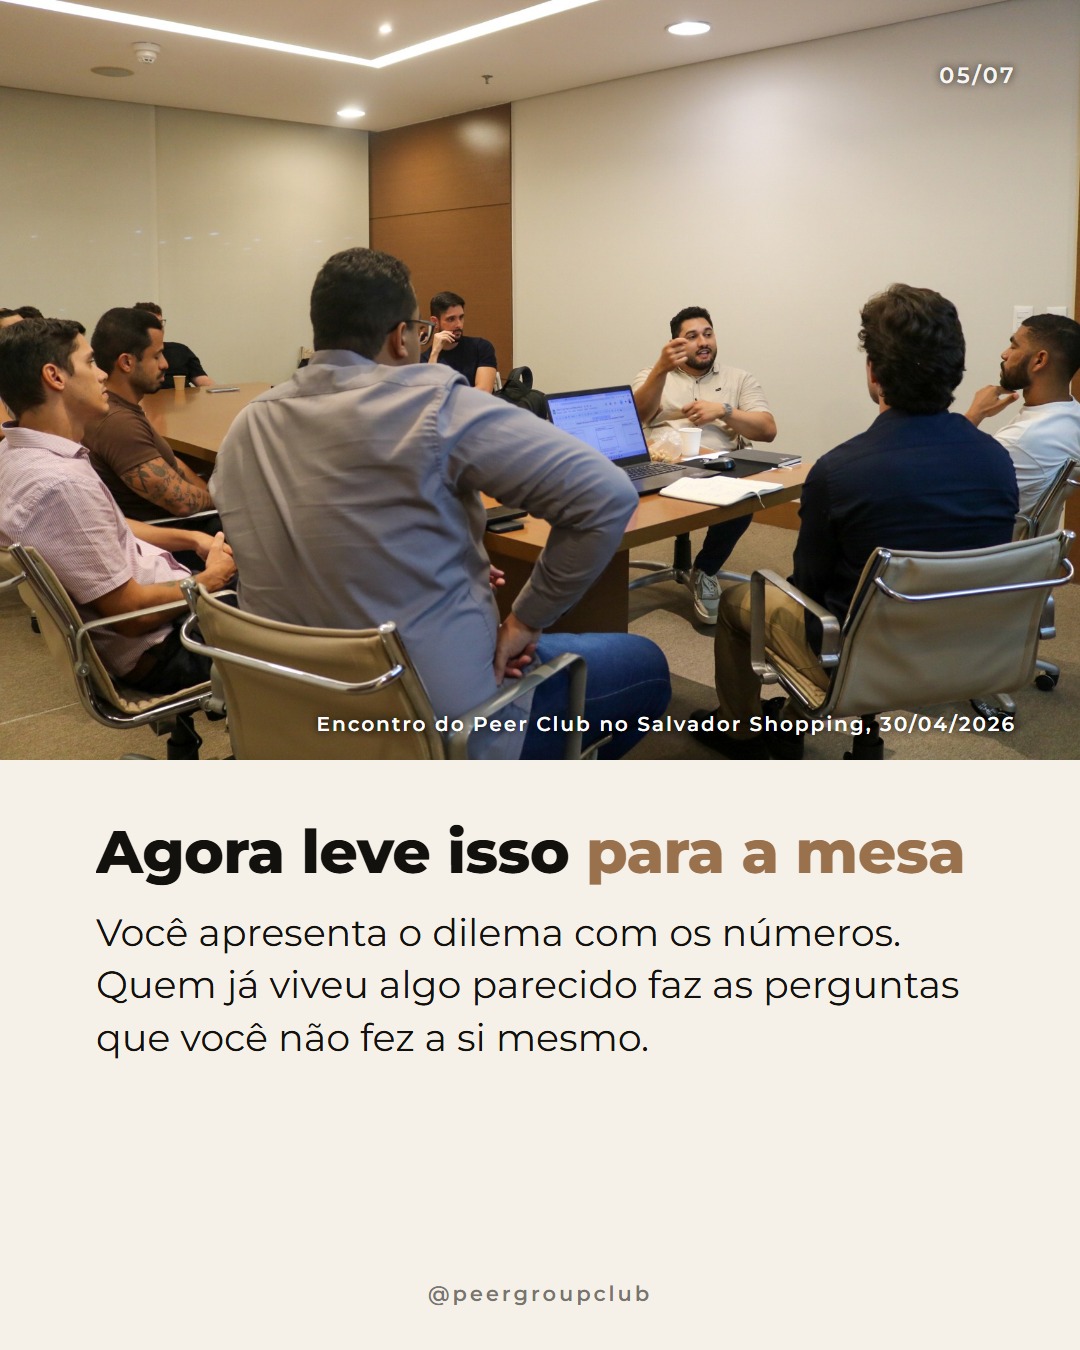 05/07
Encontro do Peer Club no Salvador Shopping, 30/04/2026
Agora leve isso para a mesa
Você apresenta o dilema com os números.
Quem já viveu algo parecido faz as perguntas
que você não fez a si mesmo.
@peergroupclub